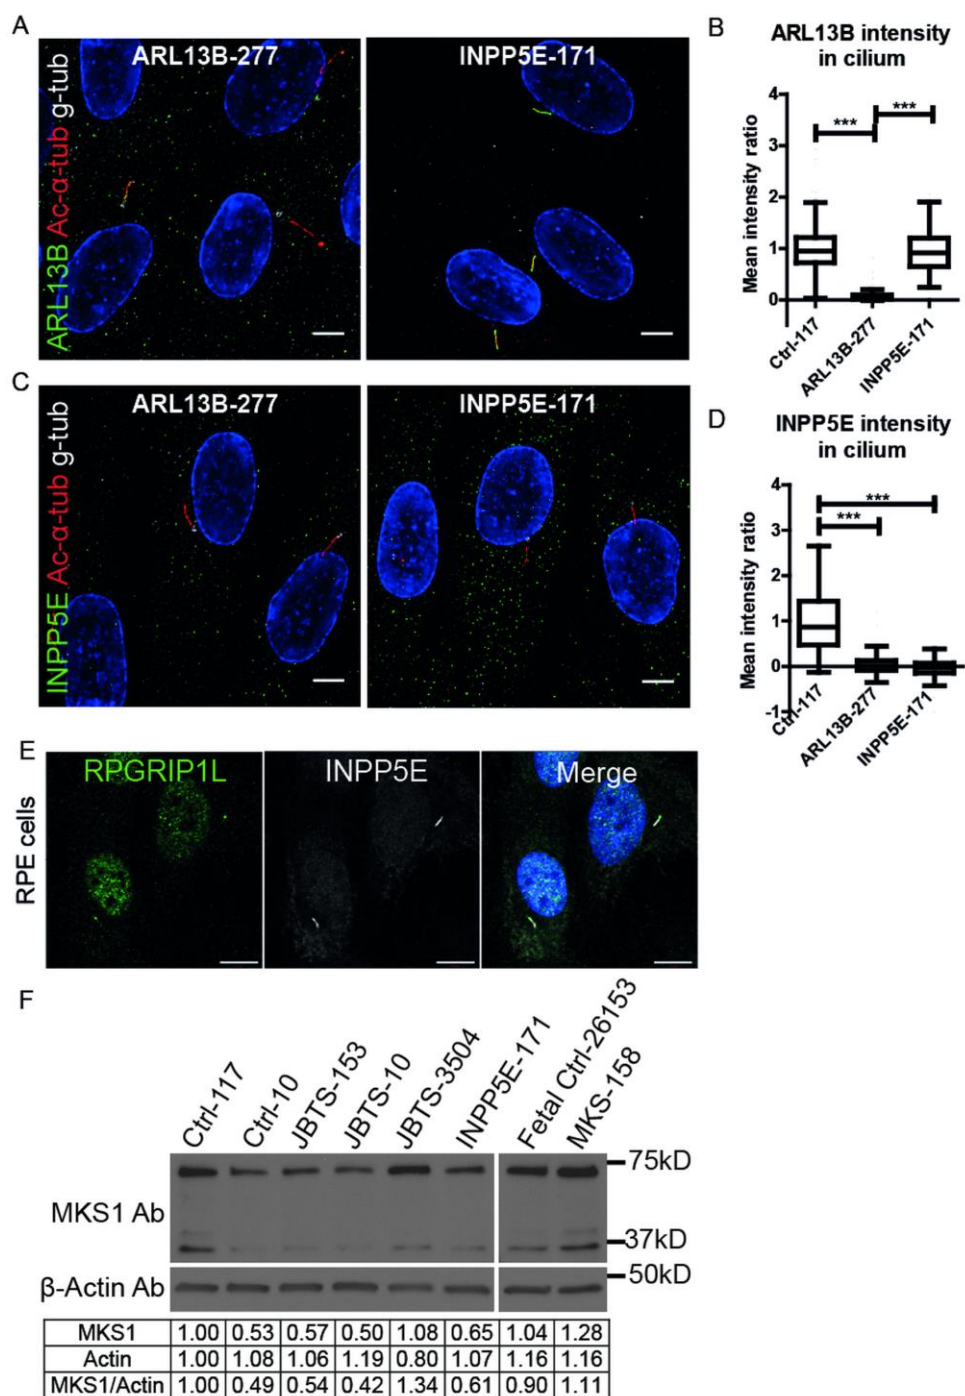 A
ARL13B-277
INPP5E-171
ARL13B Ac-α-tub g-tub
B
ARL13B intensity
in cilium
Mean intensity ratio
4
3
2
1
0
***
***
Ctrl-117
ARL13B-277
INPP5E-171
C
ARL13B-277
INPP5E-171
INPP5E Ac-α-tub g-tub
D
INPP5E intensity
in cilium
Mean intensity ratio
4
3
2
1
0
-1
***
***
Ctrl-117
ARL13B-277
INPP5E-171
E
RPE cells
RPGRIP1L
INPP5E
Merge
F
Ctrl-117
Ctrl-10
JBTS-153
JBTS-10
JBTS-3504
INPP5E-171
Fetal Ctrl-26153
MKS-158
MKS1 Ab
75kD
37kD
β-Actin Ab
50kD
MKS1 1.00 0.53 0.57 0.50 1.08 0.65 1.04 1.28
Actin 1.00 1.08 1.06 1.19 0.80 1.07 1.16 1.16
MKS1/Actin 1.00 0.49 0.54 0.42 1.34 0.61 0.90 1.11